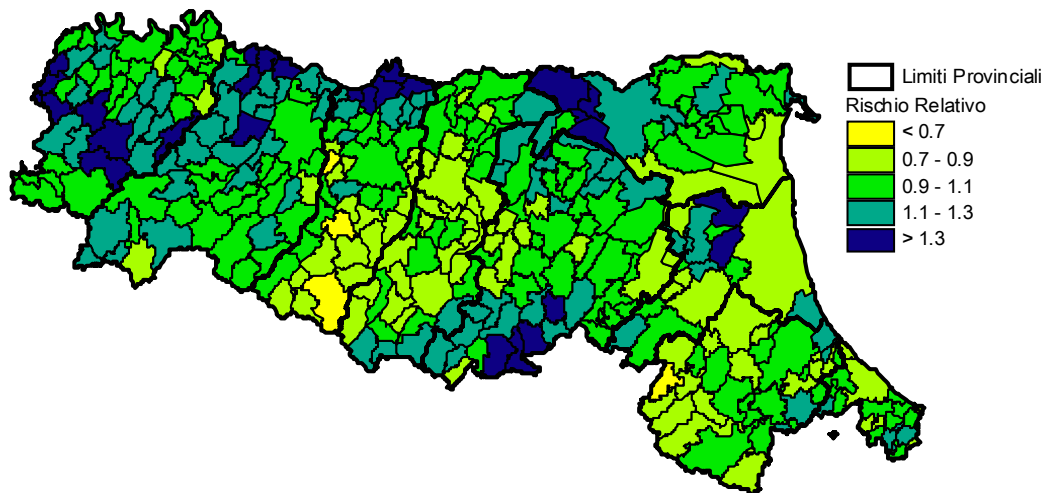 Limiti Provinciali
Rischio Relativo
< 0.7
0.7 - 0.9
0.9 - 1.1
1.1 - 1.3
> 1.3